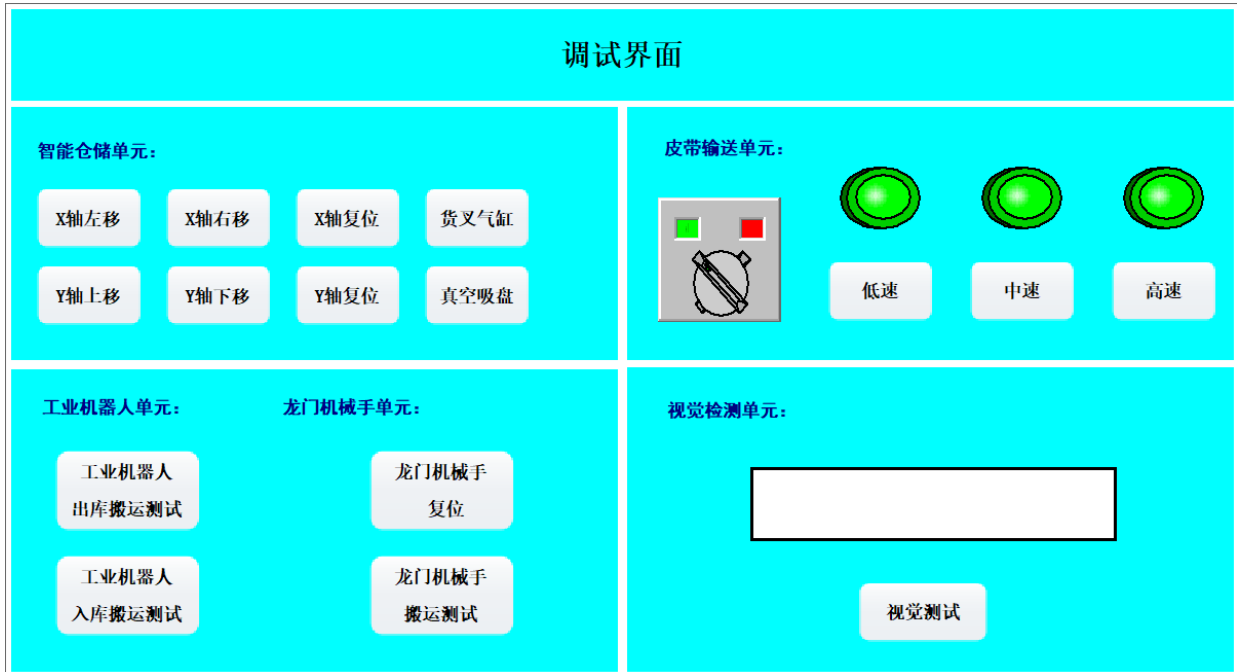 调试界面
智能仓储单元：
X轴左移
X轴右移
X轴复位
货叉气缸
Y轴上移
Y轴下移
Y轴复位
真空吸盘
皮带输送单元：
低速
中速
高速
工业机器人单元：
龙门机械手单元：
工业机器人
出库搬运测试
龙门机械手
复位
工业机器人
入库搬运测试
龙门机械手
搬运测试
视觉检测单元：
视觉测试